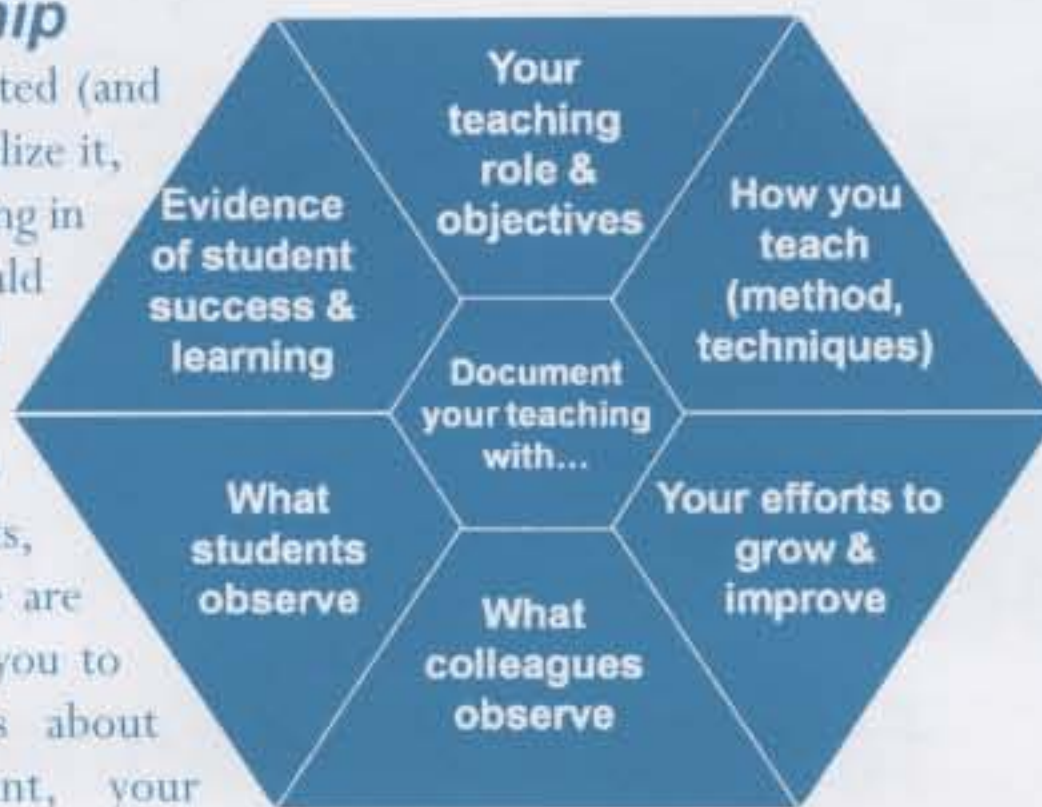 ted (and
lize it,
ng in
ld
s,
are
you to
s about
nt, your
Your
teaching
role &
objectives
How you
teach
(method,
techniques)
Your efforts to
grow &
improve
What
colleagues
observe
What
students
observe
Evidence
of student
success &
learning
Document
your teaching
with...